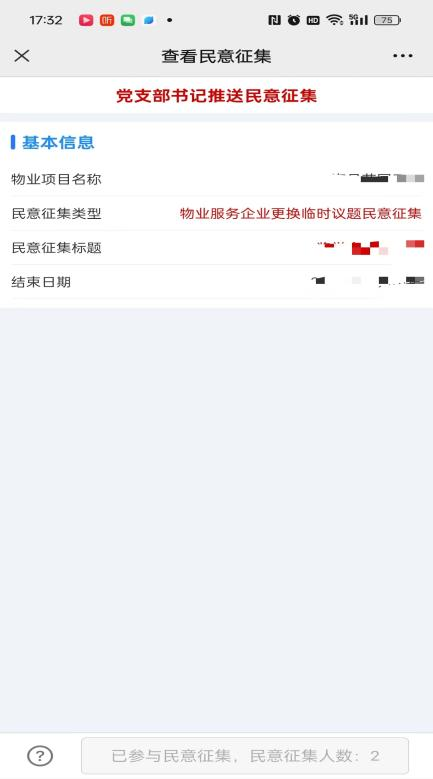 17:32
听
HD
5G
75
查看民意征集
党支部书记推送民意征集
基本信息
物业项目名称
民意征集类型 物业服务企业更换临时议题民意征集
民意征集标题
结束日期
? 已参与民意征集，民意征集人数：2